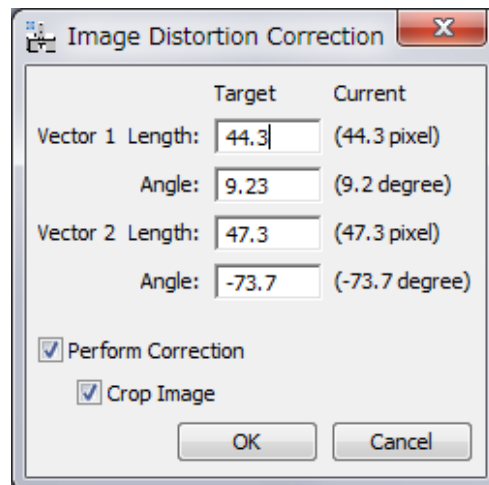 Image Distortion Correction
Target Current
Vector 1 Length: 44.3 (44.3 pixel)
Angle: 9.23 (9.2 degree)
Vector 2 Length: 47.3 (47.3 pixel)
Angle: -73.7 (-73.7 degree)
Perform Correction
Crop Image
OK Cancel